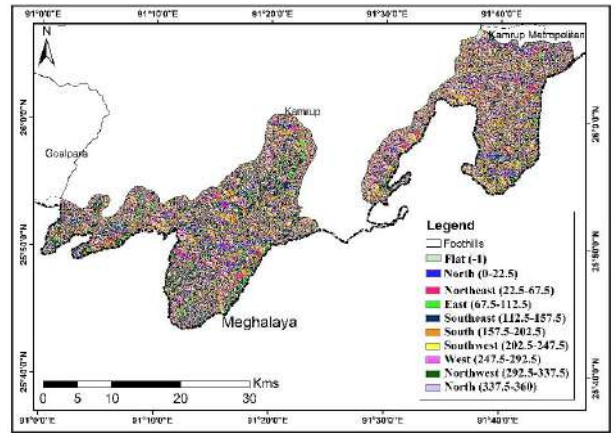 91°0'0"E 91°10'0"E 91°20'0"E 91°30'0"E 91°40'0"E
N
Kamrup Metropolitan
Kamrup
26°0'0"N 26°0'0"N
Goalpara
25°50'0"N 25°50'0"N
Meghalaya
25°40'0"N 25°40'0"N
Legend
Foothills
Flat (-1)
North (0-22.5)
Northeast (22.5-67.5)
East (67.5-112.5)
Southeast (112.5-157.5)
South (157.5-202.5)
Southwest (202.5-247.5)
West (247.5-292.5)
Northwest (292.5-337.5)
North (337.5-360)
Kms
0 5 10 20 30
91°0'0"E 91°10'0"E 91°20'0"E 91°30'0"E 91°40'0"E